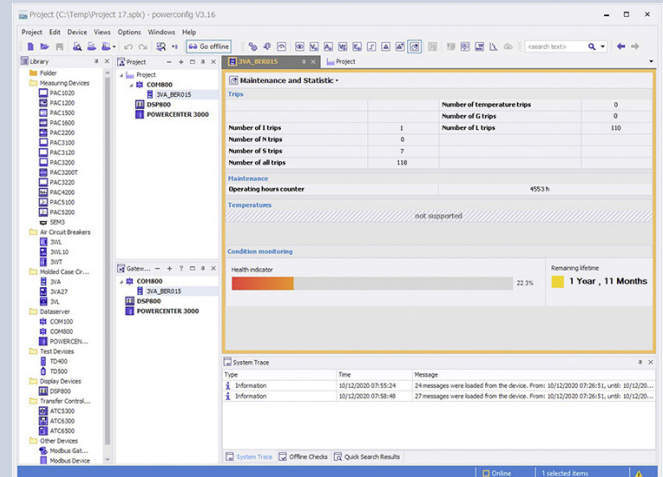 Project (C:\Temp\Project 17.splx) - powerconfig V3.16
Project Edit Device Views Options Windows Help
Go offline
<search text>
Library
Folder
Measuring Devices
PAC1020
PAC1200
PAC1500
PAC1600
PAC2200
PAC3100
PAC3120
PAC3200
PAC3200T
PAC3220
PAC4200
PAC5100
PAC5200
SEM3
Air Circuit Breakers
3WL
3WL10
3WT
Molded Case Cir...
3VA
3VA27
3VL
Dataserver
COM100
COM800
POWERCEN...
Test Devices
TD400
TD500
Display Devices
DSP800
Transfer Control...
ATC5300
ATC6300
ATC6500
Other Devices
Modbus Gat...
Modbus Device
Project
Project
COM800
3VA_BER015
DSP800
POWERCENTER 3000
Gatew...
COM800
3VA_BER015
DSP800
POWERCENTER 3000
3VA_BER015 Project
Maintenance and Statistic
Trips
Number of temperature trips 0
Number of G trips 0
Number of I trips 1 Number of L trips 110
Number of N trips 0
Number of S trips 7
Number of all trips 118
Maintenance
Operating hours counter 4553 h
Temperatures
not supported
Condition monitoring
Health indicator
22.3%
Remaining lifetime
1 Year , 11 Months
System Trace
Type Time Message
Information 10/12/2020 07:55:24 24 messages were loaded from the device. From: 10/12/2020 07:26:51, until: 10/12/20...
Information 10/12/2020 07:58:48 27 messages were loaded from the device. From: 10/12/2020 07:26:51, until: 10/12/20...
System Trace Offline Checks Quick Search Results
Online 1 selected items